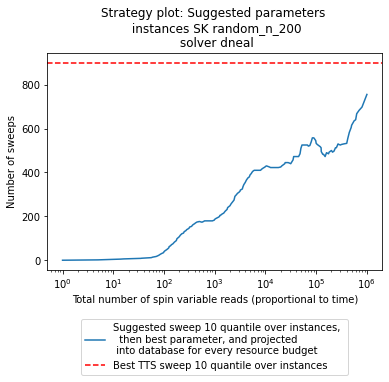 Strategy plot: Suggested parameters
instances SK random_n_200
solver dneal
Number of sweeps
800
600
400
200
0
10^0
10^1
10^2
10^3
10^4
10^5
10^6
Total number of spin variable reads (proportional to time)
Suggested sweep 10 quantile over instances,
then best parameter, and projected
into database for every resource budget
Best TTS sweep 10 quantile over instances